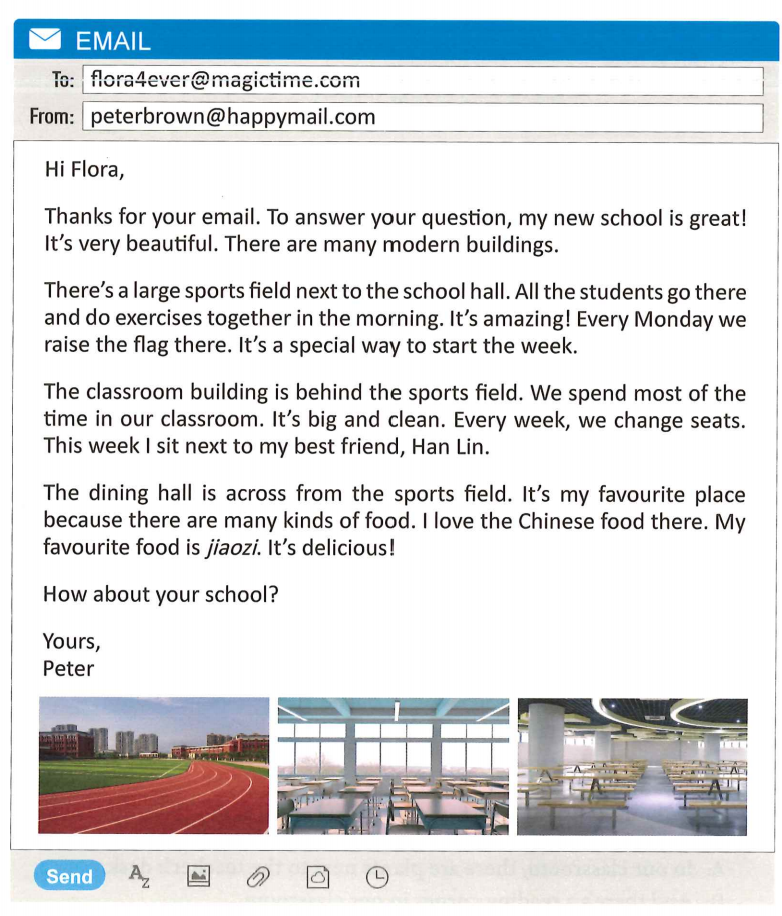 EMAIL
To: flora4ever@magictime.com
From: peterbrown@happymail.com
Hi Flora,
Thanks for your email. To answer your question, my new school is great!
It's very beautiful. There are many modern buildings.
There's a large sports field next to the school hall. All the students go there
and do exercises together in the morning. It's amazing! Every Monday we
raise the flag there. It's a special way to start the week.
The classroom building is behind the sports field. We spend most of the
time in our classroom. It's big and clean. Every week, we change seats.
This week I sit next to my best friend, Han Lin.
The dining hall is across from the sports field. It's my favourite place
because there are many kinds of food. I love the Chinese food there. My
favourite food is jiaozi. It's delicious!
How about your school?
Yours,
Peter
Send AZ